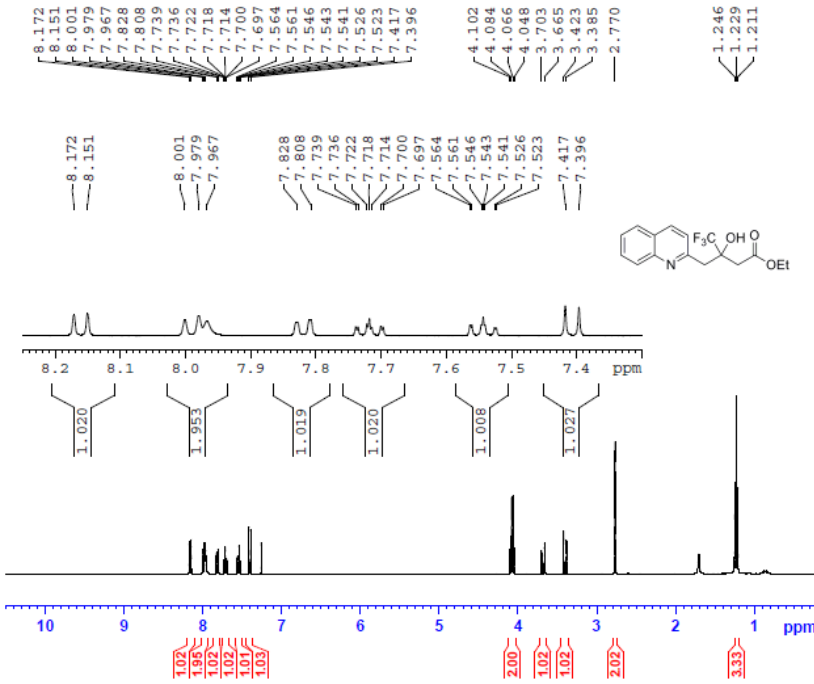 8.172 8.151 8.001 7.979 7.967 7.828 7.808 7.739 7.736 7.722 7.718 7.714 7.700 7.697 7.564 7.561 7.546 7.543 7.541 7.526 7.523 7.417 7.396 4.102 4.084 4.066 4.048 3.703 3.665 3.423 3.385 2.770 1.246 1.229 1.211
8.172 8.151 8.001 7.979 7.967 7.828 7.808 7.739 7.736 7.722 7.718 7.714 7.700 7.697 7.564 7.561 7.546 7.543 7.541 7.526 7.523 7.417 7.396
F₃C OH O
N OEt
8.2 8.1 8.0 7.9 7.8 7.7 7.6 7.5 7.4 ppm
1.020 1.953 1.019 1.020 1.008 1.027
10 9 8 7 6 5 4 3 2 1 ppm
1.02 1.95 1.02 1.02 1.01 1.03 2.00 1.02 1.02 2.02 3.33